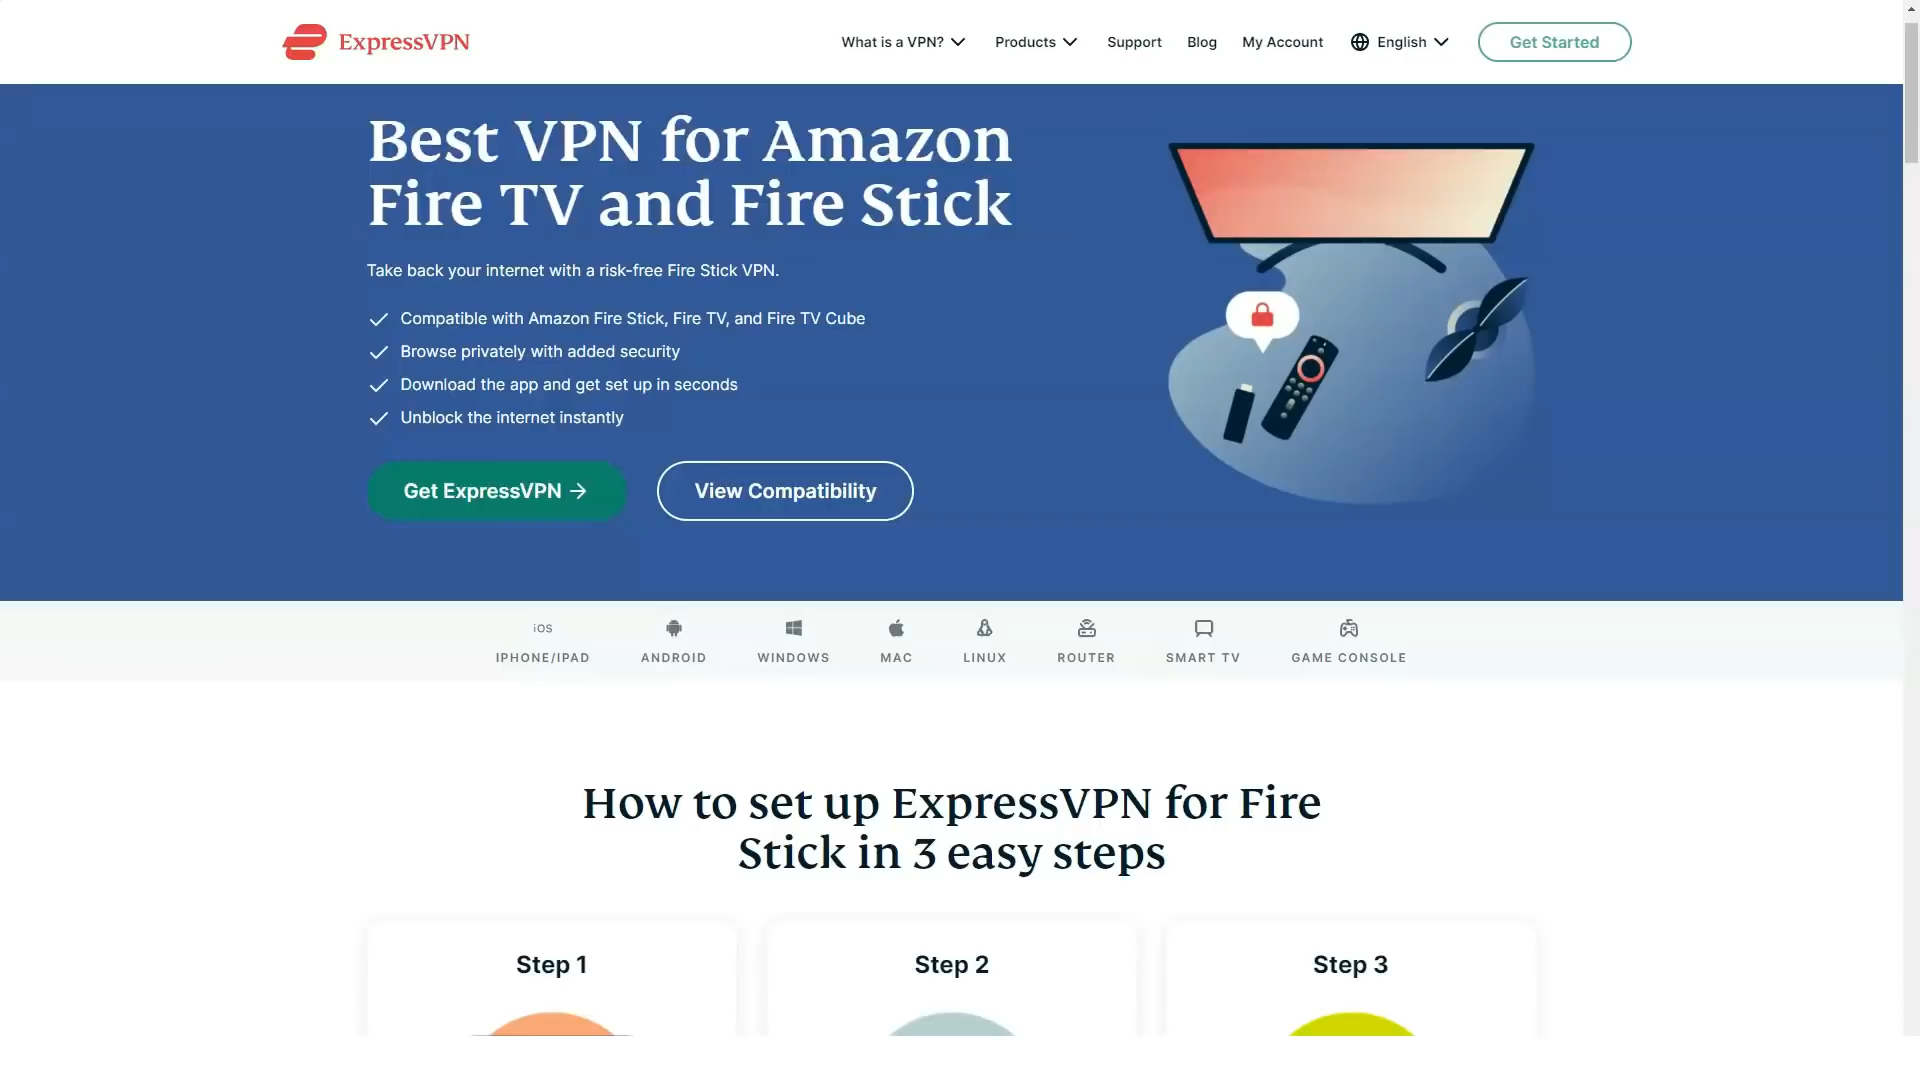 ExpressVPN
What is a VPN?
Products
Support
Blog
My Account
English
Get Started
Best VPN for Amazon
Fire TV and Fire Stick
Take back your internet with a risk-free Fire Stick VPN.
Compatible with Amazon Fire Stick, Fire TV, and Fire TV Cube
Browse privately with added security
Download the app and get set up in seconds
Unblock the internet instantly
Get ExpressVPN →
View Compatibility
iOS
IPHONE/IPAD
ANDROID
WINDOWS
MAC
LINUX
ROUTER
SMART TV
GAME CONSOLE
How to set up ExpressVPN for Fire
Stick in 3 easy steps
Step 1
Step 2
Step 3